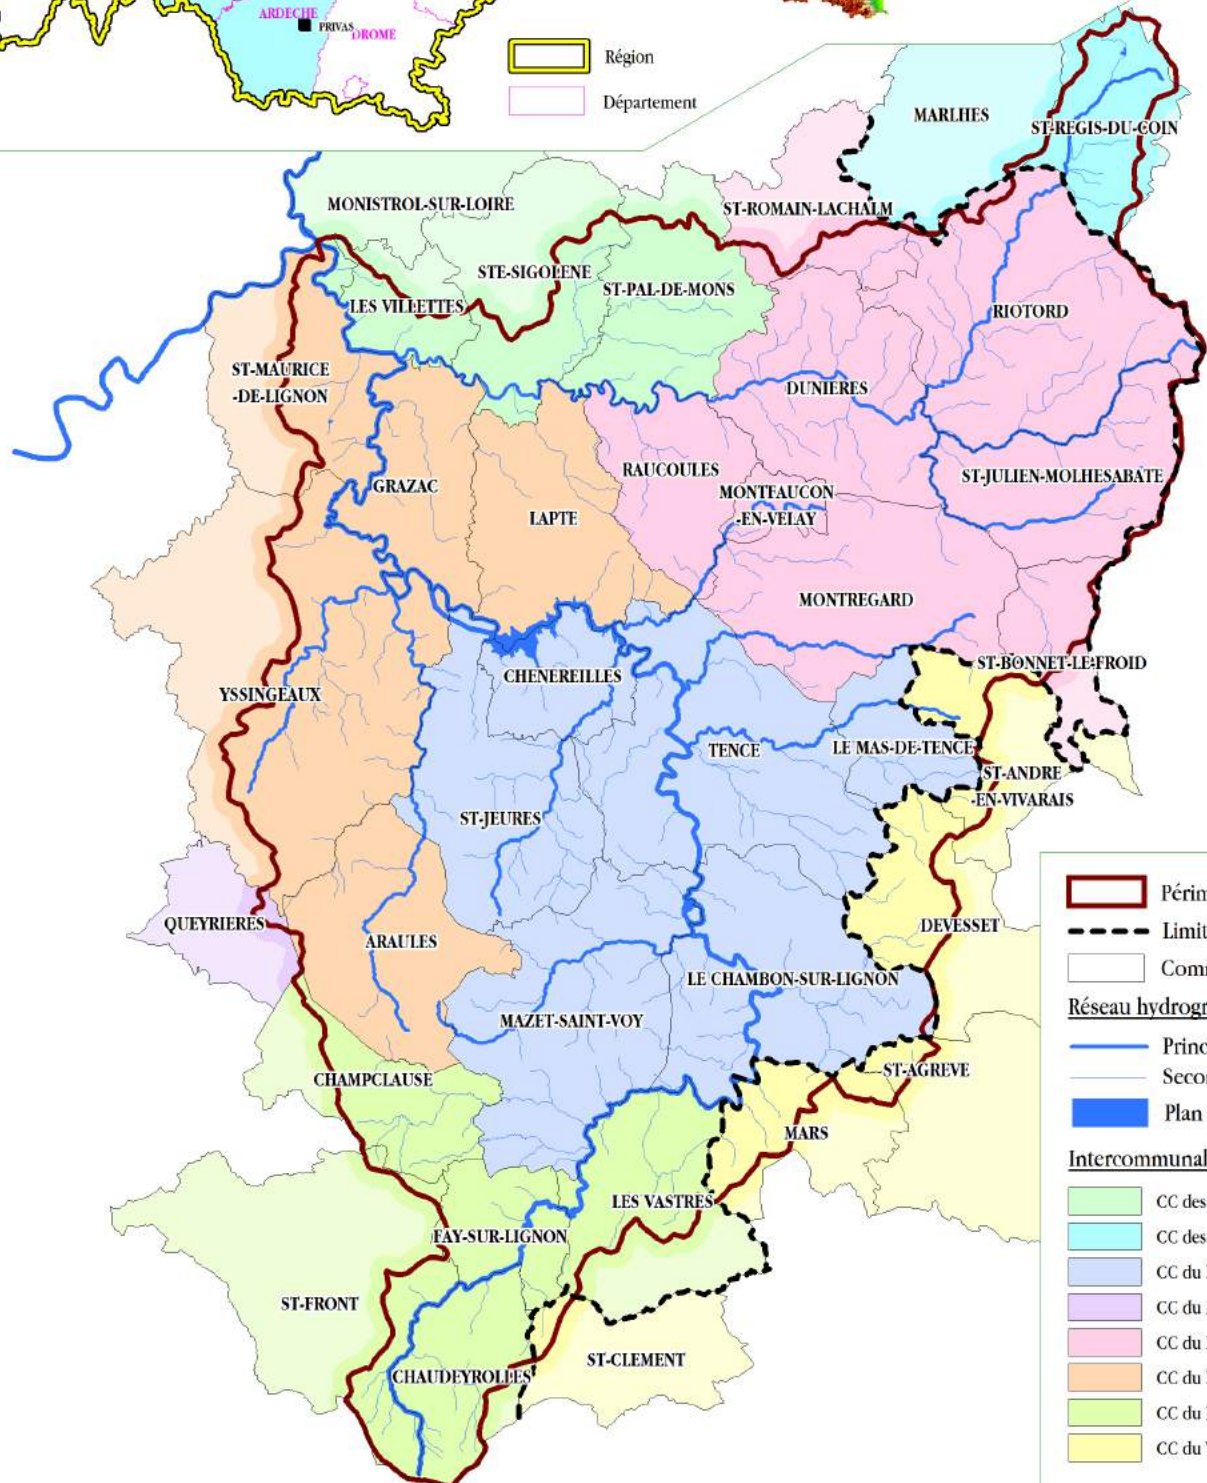 ARDECHE
PRIVAS
DROME
Région
Département
MARLHES
ST-REGIS-DU-COIN
MONISTROL-SUR-LOIRE
ST-ROMAIN-LACHALM
STE-SIGOLENE
ST-PAL-DE-MONS
LES VILLETTES
RIOTORD
ST-MAURICE
-DE-LIGNON
DUNIERES
RAUCOULES
ST-JULIEN-MOLHESABATE
GRAZAC
MONTFAUCON
-EN-VELAY
LAPTE
MONTREGARD
ST-BONNET-LE-FROID
CHENEREILLES
YSSINGEAUX
TENCE
LE MAS-DE-TENCE
ST-ANDRE
-EN-VIVARAIS
ST-JEURES
QUEYRIERES
ARAULES
DEVESSET
LE CHAMBON-SUR-LIGNON
MAZET-SAINT-VOY
ST-AGREVE
CHAMPCLAUSE
MARS
LES VASTRES
FAY-SUR-LIGNON
ST-FRONT
ST-CLEMENT
CHAUDEYROLLES
Périm
Limit
Com
Réseau hydrogr
Princ
Seco
Plan
Intercommunal
CC des
CC des
CC du
CC du
CC du
CC du
CC du
CC du